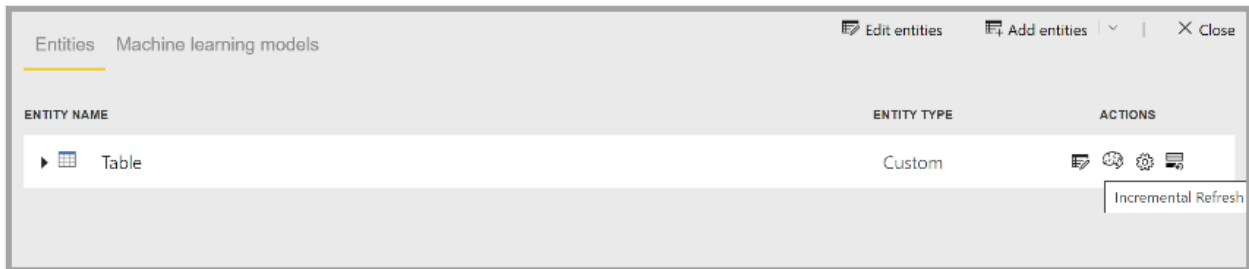 Entities Machine learning models Edit entities Add entities | Close
ENTITY NAME ENTITY TYPE ACTIONS
Table Custom
Incremental Refresh